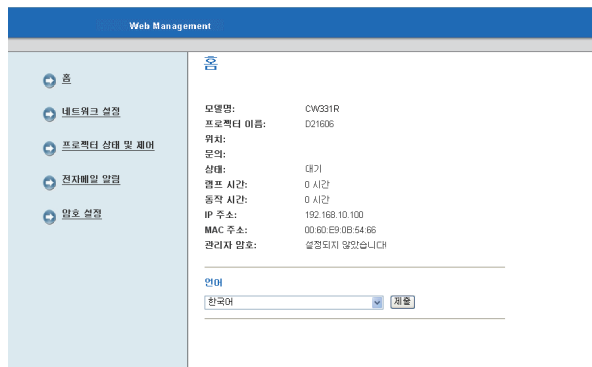 Web Management
홈
네트워크 설정
프로젝터 상태 및 제어
전자메일 알림
암호 설정
홈
모델명: CW331R
프로젝터 이름: D21606
위치:
문의:
상태: 대기
램프 시간: 0 시간
동작 시간: 0 시간
IP 주소: 192.168.10.100
MAC 주소: 00:60:E9:0B:54:66
관리자 암호: 설정되지 않았습니다!
언어
한국어 제출